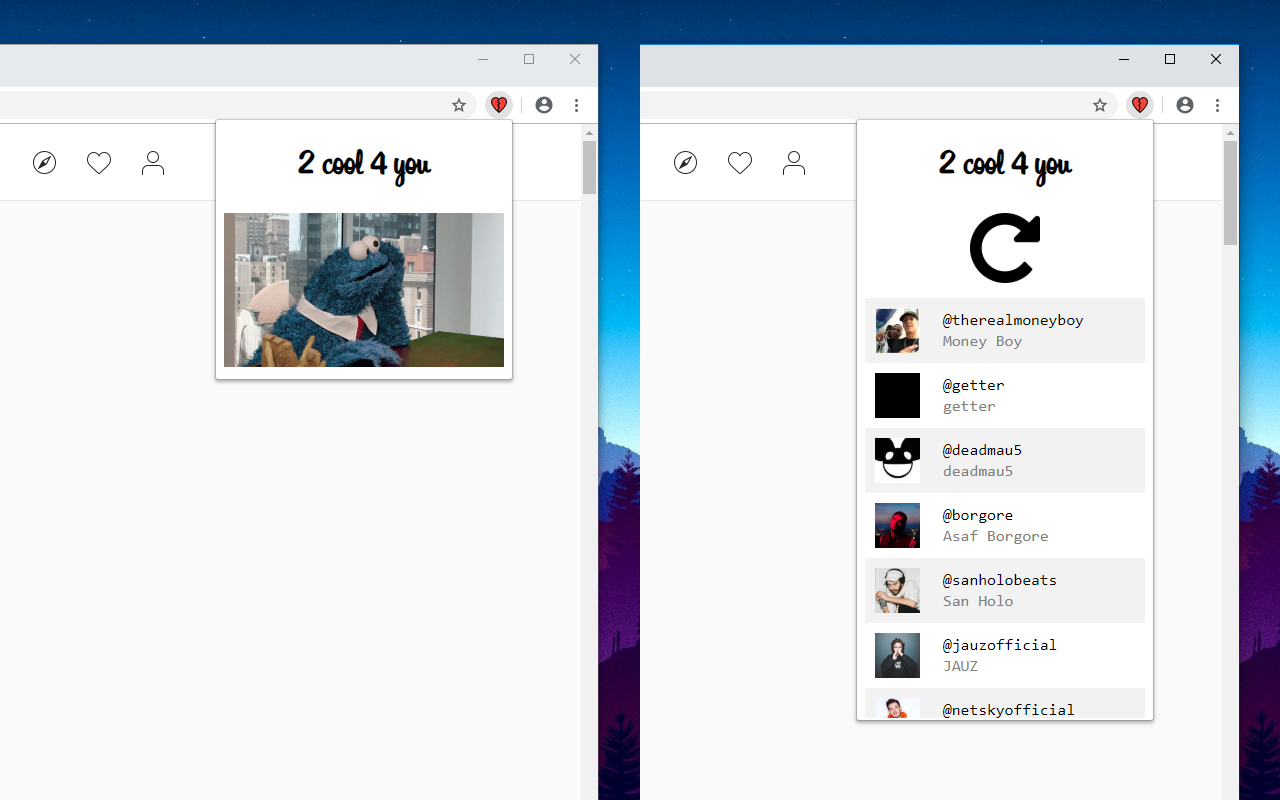 2 cool 4 you
2 cool 4 you
@therealmoneyboy
Money Boy
@getter
getter
@deadmau5
deadmau5
@borgore
Asaf Borgore
@sanholobeats
San Holo
@jauzofficial
JAUZ
@netskyofficial